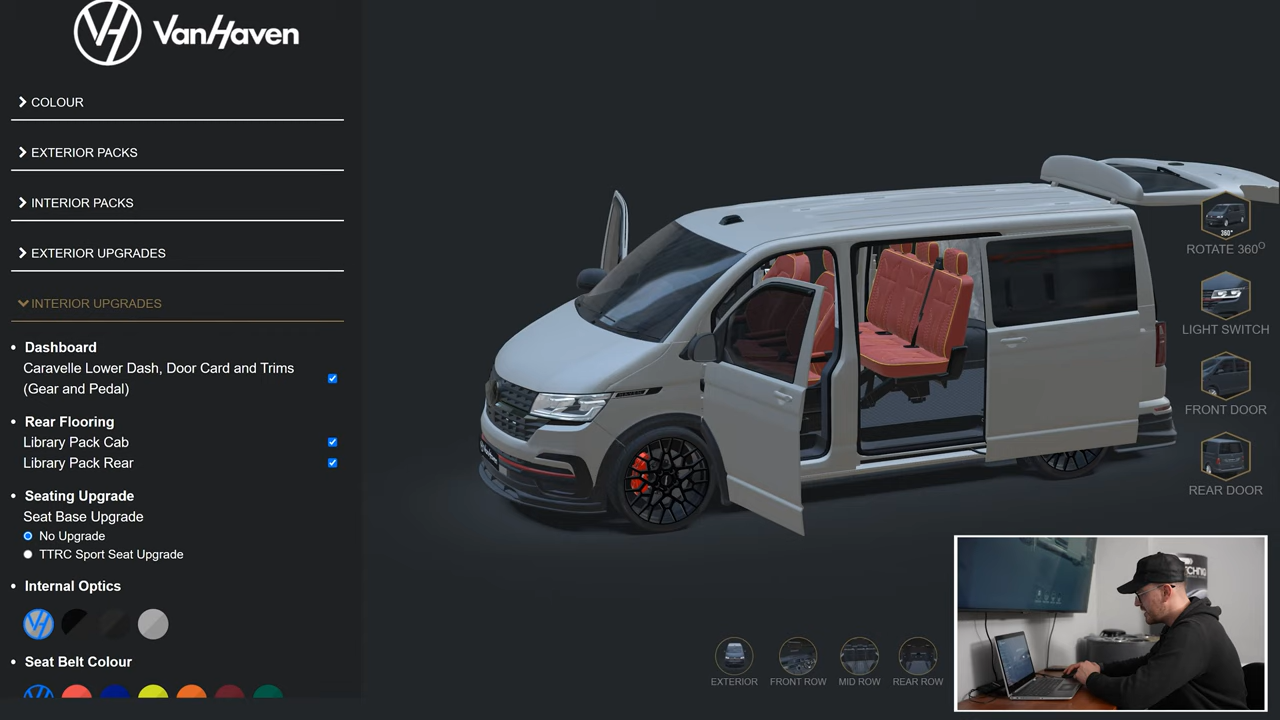 VanHaven
COLOUR
EXTERIOR PACKS
INTERIOR PACKS
EXTERIOR UPGRADES
INTERIOR UPGRADES
Dashboard
Caravelle Lower Dash, Door Card and Trims
(Gear and Pedal)
Rear Flooring
Library Pack Cab
Library Pack Rear
Seating Upgrade
Seat Base Upgrade
No Upgrade
TTRC Sport Seat Upgrade
Internal Optics
Seat Belt Colour
360°
ROTATE 360°
LIGHT SWITCH
FRONT DOOR
REAR DOOR
EXTERIOR
FRONT ROW
MID ROW
REAR ROW